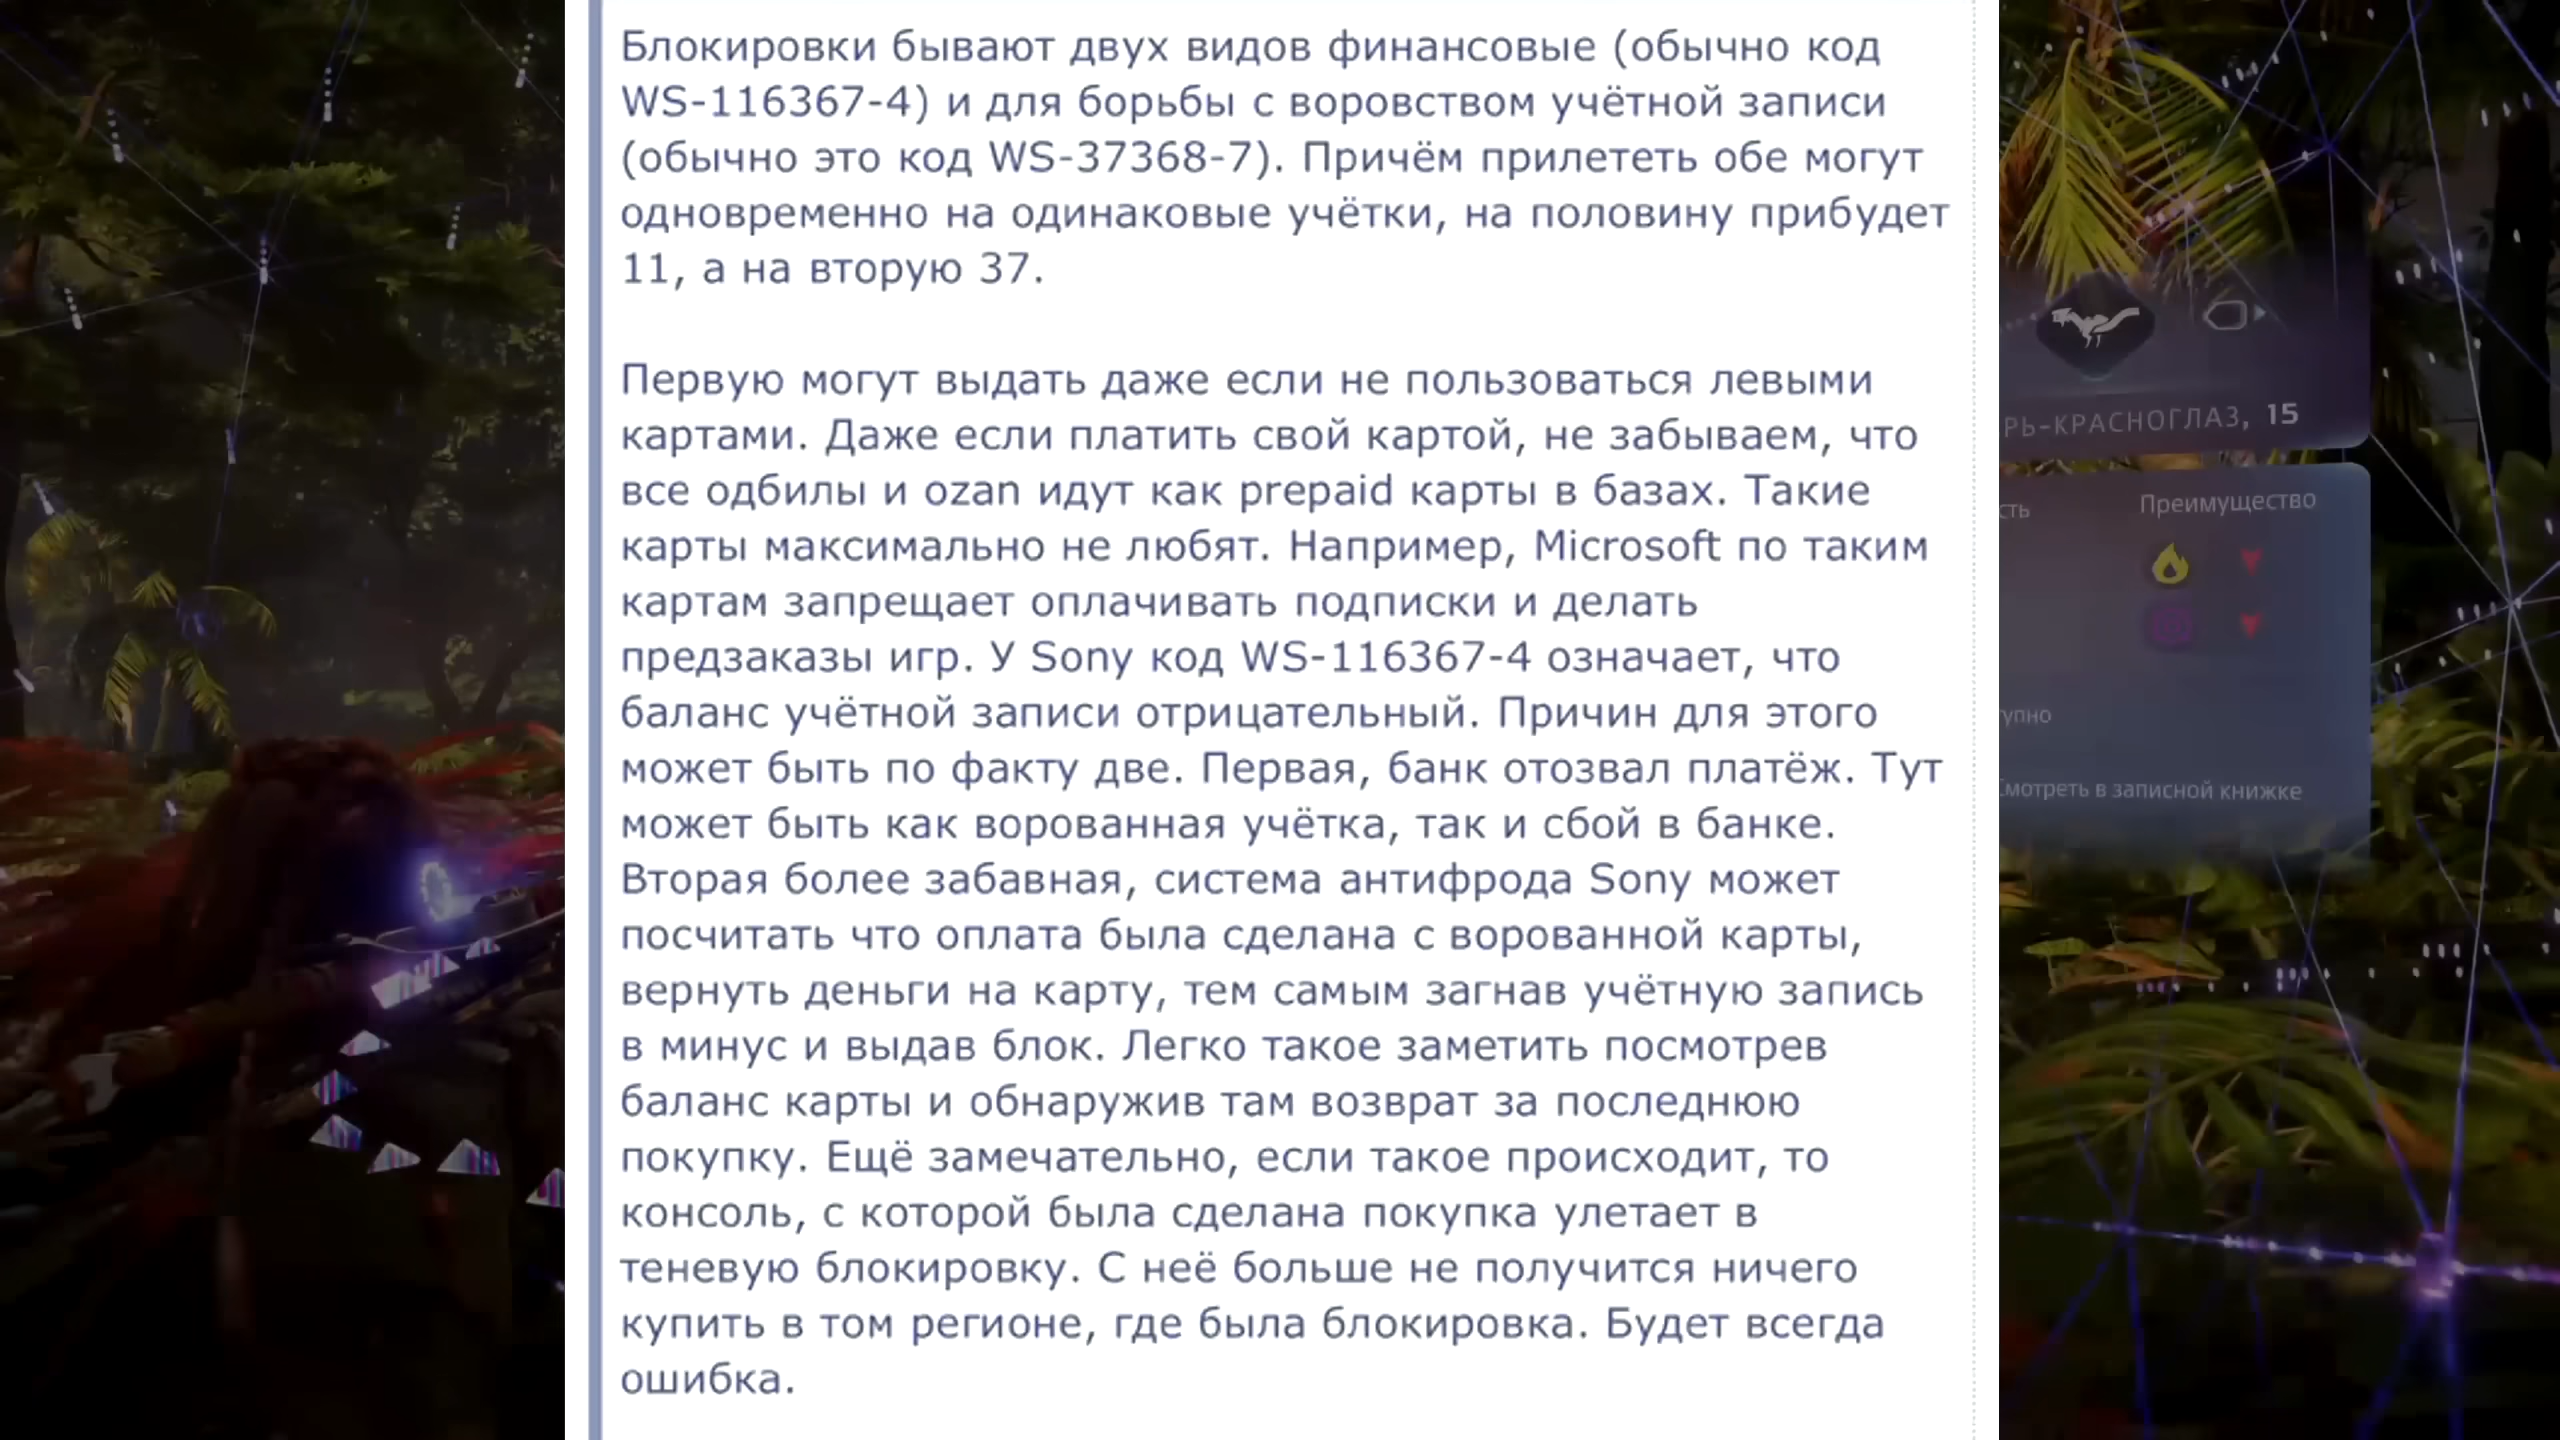 Блокировки бывают двух видов финансовые (обычно код
WS-116367-4) и для борьбы с воровством учётной записи
(обычно это код WS-37368-7). Причём прилететь обе могут
одновременно на одинаковые учётки, на половину прибудет
11, а на вторую 37.
Первую могут выдать даже если не пользоваться левыми
картами. Даже если платить свой картой, не забываем, что
все одбилы и ozan идут как prepaid карты в базах. Такие
карты максимально не любят. Например, Microsoft по таким
картам запрещает оплачивать подписки и делать
предзаказы игр. У Sony код WS-116367-4 означает, что
баланс учётной записи отрицательный. Причин для этого
может быть по факту две. Первая, банк отозвал платёж. Тут
может быть как ворованная учётка, так и сбой в банке.
Вторая более забавная, система антифрода Sony может
посчитать что оплата была сделана с ворованной карты,
вернуть деньги на карту, тем самым загнав учётную запись
в минус и выдав блок. Легко такое заметить посмотрев
баланс карты и обнаружив там возврат за последнюю
покупку. Ещё замечательно, если такое происходит, то
консоль, с которой была сделана покупка улетает в
теневую блокировку. С неё больше не получится ничего
купить в том регионе, где была блокировка. Будет всегда
ошибка.
РЬ-КРАСНОГЛАЗ, 15
сть Преимущество
упно
Смотреть в записной книжке